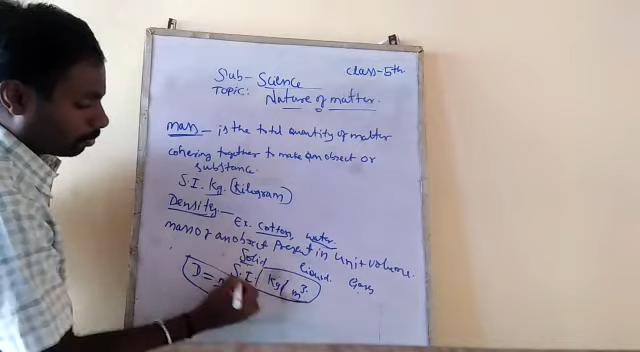 Sub- Science class-5th
TOPIC: Nature of matter.
mass - is the total quantity of matter
cohering together to make an object or
substance.
S.I. Kg. (Kilogram)
Density - Ex. Cotton, water.
mass of an object Present in Unit volume.
Solid Liquid Gas
D = S.I / Kg/m³.